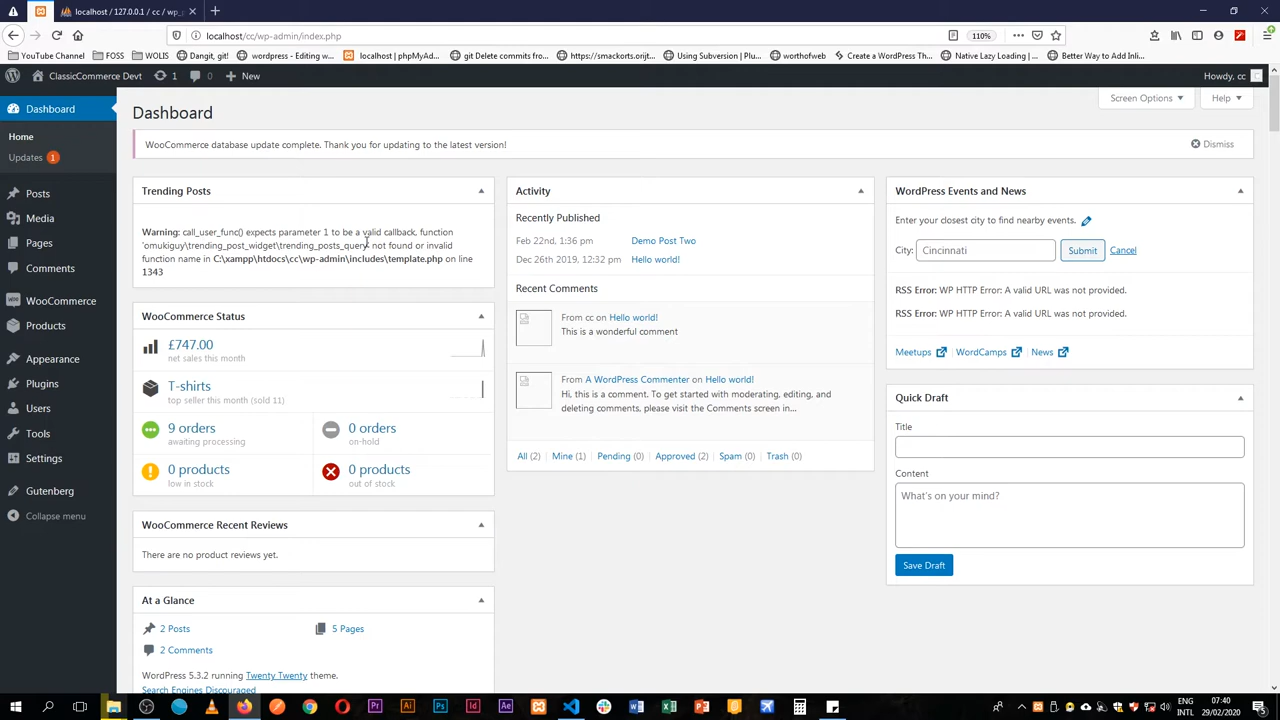 localhost / 127.0.0.1 / cc / wp_p
localhost/cc/wp-admin/index.php
110%
YouTube Channel
FOSS
WOLIS
Dangit, git!
wordpress - Editing w...
localhost | phpMyAd...
git Delete commits fro...
https://smackorts.orijt...
Using Subversion | Plu...
worthofweb
Create a WordPress Th...
Native Lazy Loading | ...
Better Way to Add Inli...
ClassicCommerce Devt
1
0
New
Howdy, cc
Dashboard
Home
Updates 1
Posts
Media
Pages
Comments
WooCommerce
Products
Appearance
Plugins
Users
Tools
Settings
Gutenberg
Collapse menu
Screen Options
Help
Dashboard
WooCommerce database update complete. Thank you for updating to the latest version!
Dismiss
Trending Posts
Warning: call_user_func() expects parameter 1 to be a valid callback, function
'omukiguy\trending_post_widget\trending_posts_query' not found or invalid
function name in C:\xampp\htdocs\cc\wp-admin\includes\template.php on line
1343
WooCommerce Status
£747.00
net sales this month
T-shirts
top seller this month (sold 11)
9 orders
awaiting processing
0 orders
on-hold
0 products
low in stock
0 products
out of stock
WooCommerce Recent Reviews
There are no product reviews yet.
At a Glance
2 Posts
5 Pages
2 Comments
WordPress 5.3.2 running Twenty Twenty theme.
Search Engines Discouraged
Activity
Recently Published
Feb 22nd, 1:36 pm
Demo Post Two
Dec 26th 2019, 12:32 pm
Hello world!
Recent Comments
From cc on Hello world!
This is a wonderful comment
From A WordPress Commenter on Hello world!
Hi, this is a comment. To get started with moderating, editing, and
deleting comments, please visit the Comments screen in...
All (2)
Mine (1)
Pending (0)
Approved (2)
Spam (0)
Trash (0)
WordPress Events and News
Enter your closest city to find nearby events.
City:
Cincinnati
Submit
Cancel
RSS Error: WP HTTP Error: A valid URL was not provided.
RSS Error: WP HTTP Error: A valid URL was not provided.
Meetups
WordCamps
News
Quick Draft
Title
Content
What's on your mind?
Save Draft
Pr
Ai
Ps
Id
Ae
ENG
INTL
07:40
29/02/2020